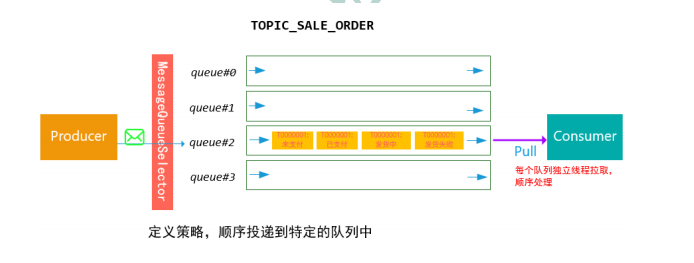 TOPIC_SALE_ORDER
queue#0
queue#1
queue#2
queue#3
Producer
MessageQueueSelector
T0000001:
未支付
T0000001:
已支付
T0000001:
发货中
T0000001:
发货失败
Pull
Consumer
每个队列独立线程拉取，
顺序处理
定义策略，顺序投递到特定的队列中